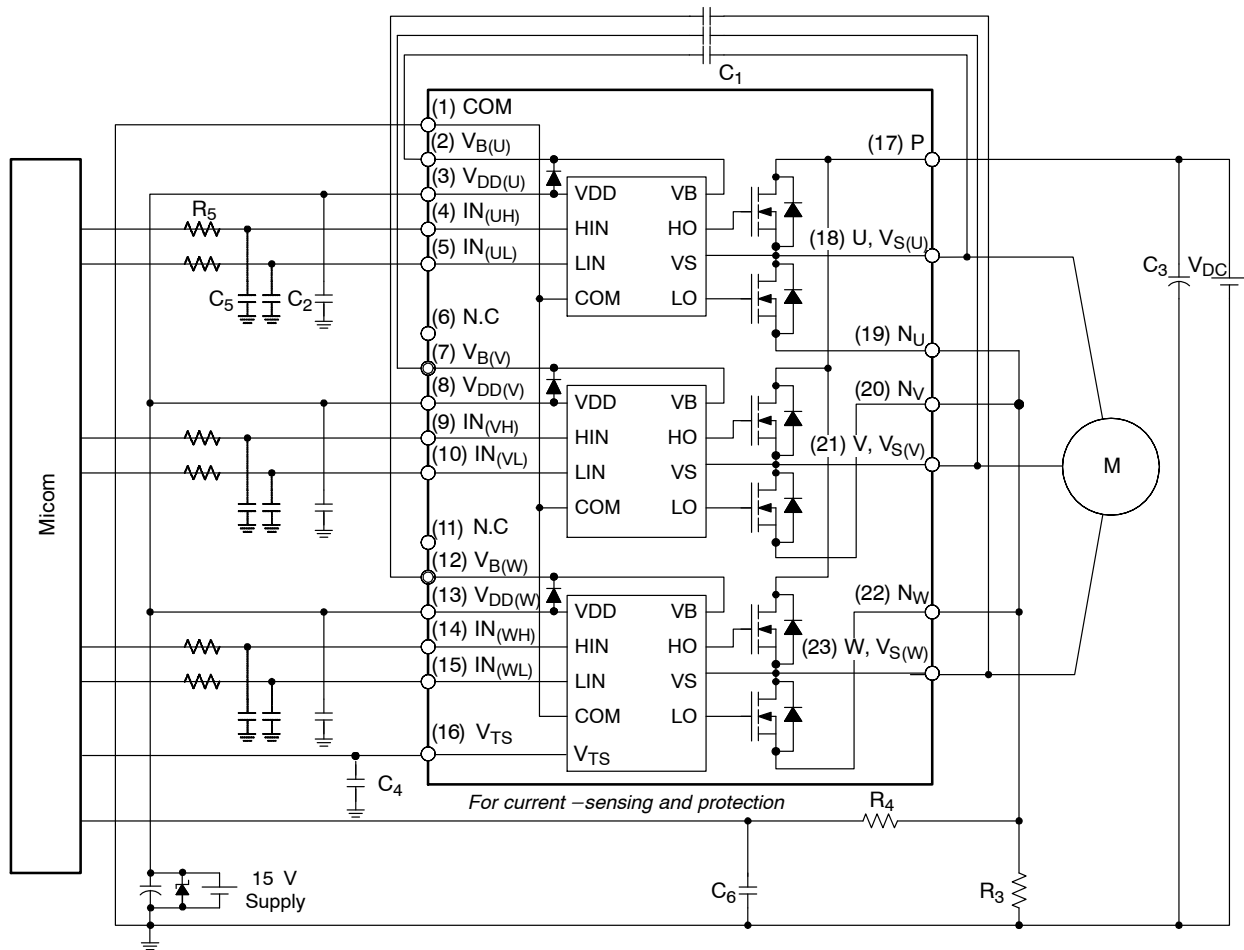 C1
(1) COM
(2) VB(U)
(3) VDD(U)
(4) IN(UH)
(5) IN(UL)
(6) N.C
(7) VB(V)
(8) VDD(V)
(9) IN(VH)
(10) IN(VL)
(11) N.C
(12) VB(W)
(13) VDD(W)
(14) IN(WH)
(15) IN(WL)
(16) VTS
VDD
HIN
LIN
COM
VB
HO
VS
LO
VDD
HIN
LIN
COM
VB
HO
VS
LO
VDD
HIN
LIN
COM
VTS
VB
HO
VS
LO
(17) P
(18) U, VS(U)
(19) NU
(20) NV
(21) V, VS(V)
(22) NW
(23) W, VS(W)
Micom
R5
C5
C2
C4
C3
VDC
M
For current –sensing and protection
R4
R3
C6
15 V
Supply